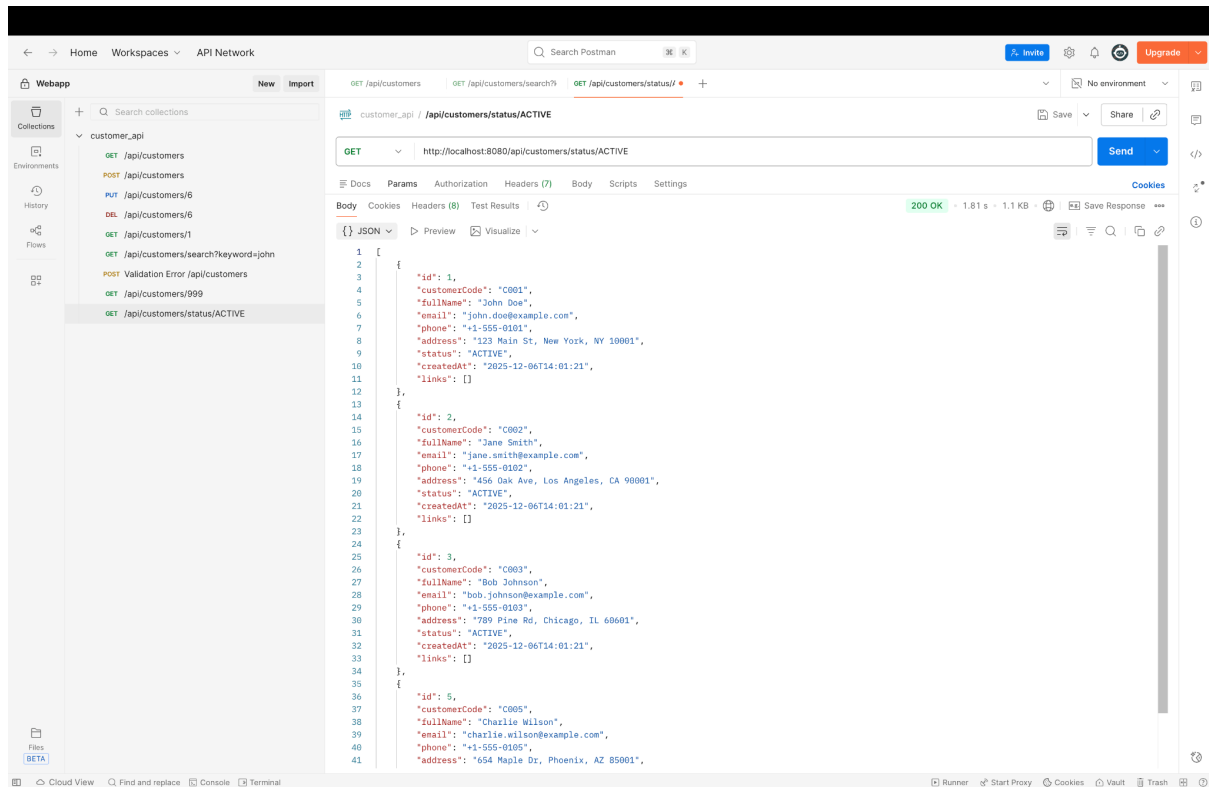 Home Workspaces API Network
Search Postman ⌘ K
Invite
Upgrade
Webapp
New Import
GET /api/customers
GET /api/customers/search?k
GET /api/customers/status/
No environment
Collections
Environments
History
Flows
Files
BETA
Search collections
customer_api
GET /api/customers
POST /api/customers
PUT /api/customers/6
DEL /api/customers/6
GET /api/customers/1
GET /api/customers/search?keyword=john
POST Validation Error /api/customers
GET /api/customers/999
GET /api/customers/status/ACTIVE
HTTP customer_api / /api/customers/status/ACTIVE
Save Share
GET http://localhost:8080/api/customers/status/ACTIVE
Send
Docs Params Authorization Headers (7) Body Scripts Settings
Cookies
Body Cookies Headers (8) Test Results
200 OK • 1.81 s • 1.1 KB • Save Response
{} JSON Preview Visualize
1 [
2 {
3 "id": 1,
4 "customerCode": "C001",
5 "fullName": "John Doe",
6 "email": "john.doe@example.com",
7 "phone": "+1-555-0101",
8 "address": "123 Main St, New York, NY 10001",
9 "status": "ACTIVE",
10 "createdAt": "2025-12-06T14:01:21",
11 "links": []
12 },
13 {
14 "id": 2,
15 "customerCode": "C002",
16 "fullName": "Jane Smith",
17 "email": "jane.smith@example.com",
18 "phone": "+1-555-0102",
19 "address": "456 Oak Ave, Los Angeles, CA 90001",
20 "status": "ACTIVE",
21 "createdAt": "2025-12-06T14:01:21",
22 "links": []
23 },
24 {
25 "id": 3,
26 "customerCode": "C003",
27 "fullName": "Bob Johnson",
28 "email": "bob.johnson@example.com",
29 "phone": "+1-555-0103",
30 "address": "789 Pine Rd, Chicago, IL 60601",
31 "status": "ACTIVE",
32 "createdAt": "2025-12-06T14:01:21",
33 "links": []
34 },
35 {
36 "id": 5,
37 "customerCode": "C005",
38 "fullName": "Charlie Wilson",
39 "email": "charlie.wilson@example.com",
40 "phone": "+1-555-0105",
41 "address": "654 Maple Dr, Phoenix, AZ 85001",
Cloud View Find and replace Console Terminal
Runner Start Proxy Cookies Vault Trash